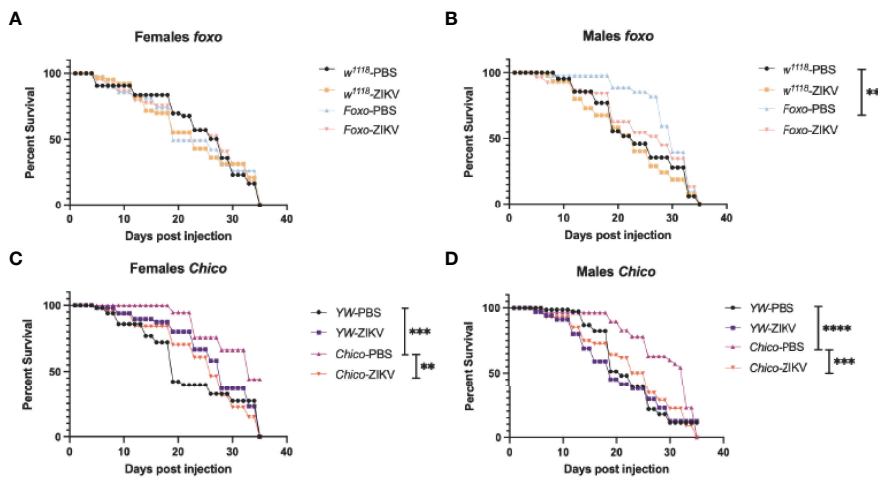 A
Females foxo
Percent Survival
100
50
0
0 10 20 30 40
Days post injection
w1118-PBS
w1118-ZIKV
Foxo-PBS
Foxo-ZIKV
B
Males foxo
Percent Survival
100
50
0
0 10 20 30 40
Days post injection
w1118-PBS
w1118-ZIKV
Foxo-PBS
Foxo-ZIKV
**
C
Females Chico
Percent Survival
100
50
0
0 10 20 30 40
Days post injection
YW-PBS
YW-ZIKV
Chico-PBS
Chico-ZIKV
***
**
D
Males Chico
Percent Survival
100
50
0
0 10 20 30 40
Days post injection
YW-PBS
YW-ZIKV
Chico-PBS
Chico-ZIKV
****
***